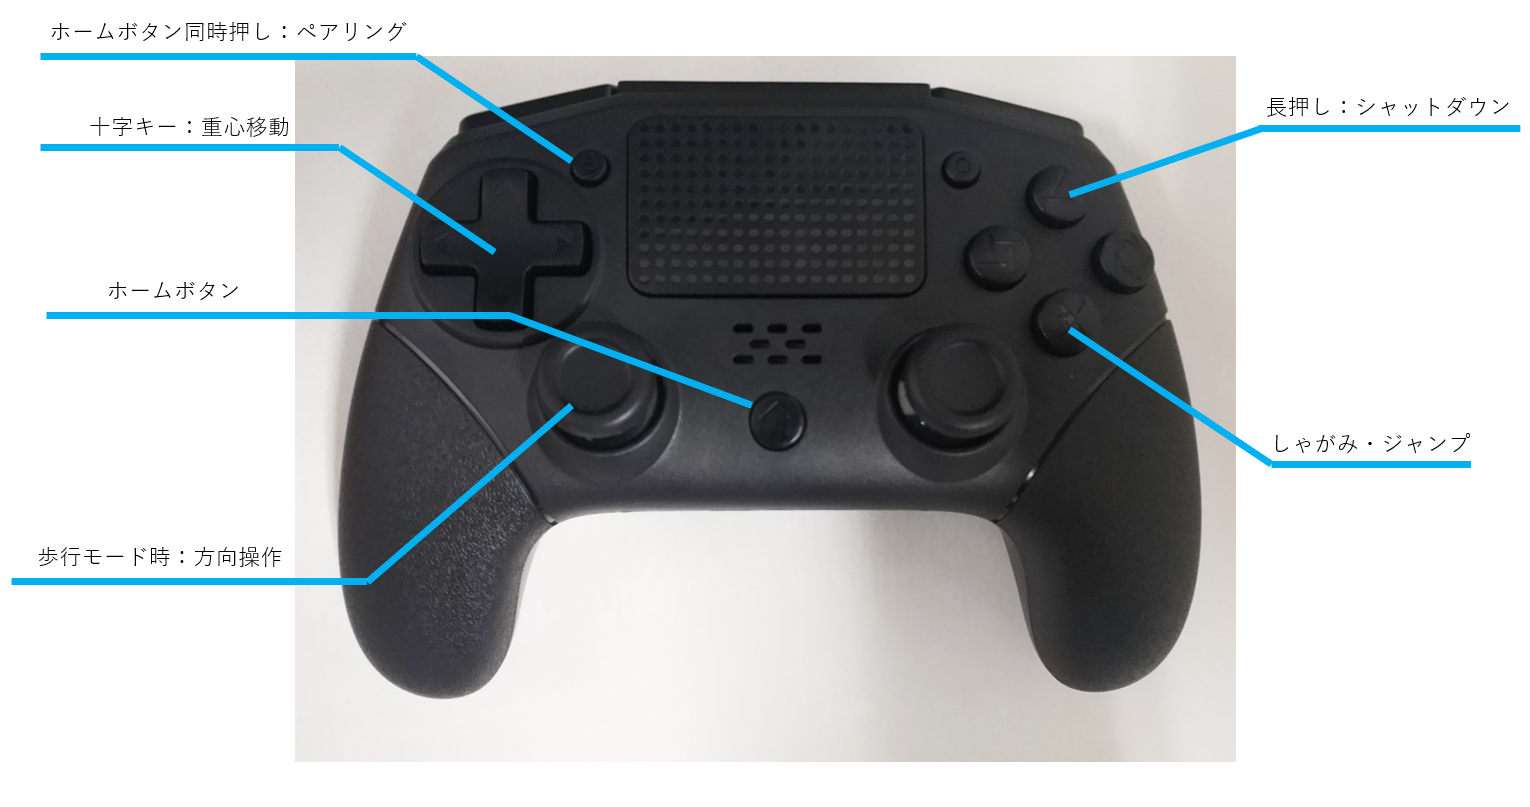 ホームボタン同時押し：ペアリング
十字キー：重心移動
ホームボタン
歩行モード時：方向操作
長押し：シャットダウン
しゃがみ・ジャンプ